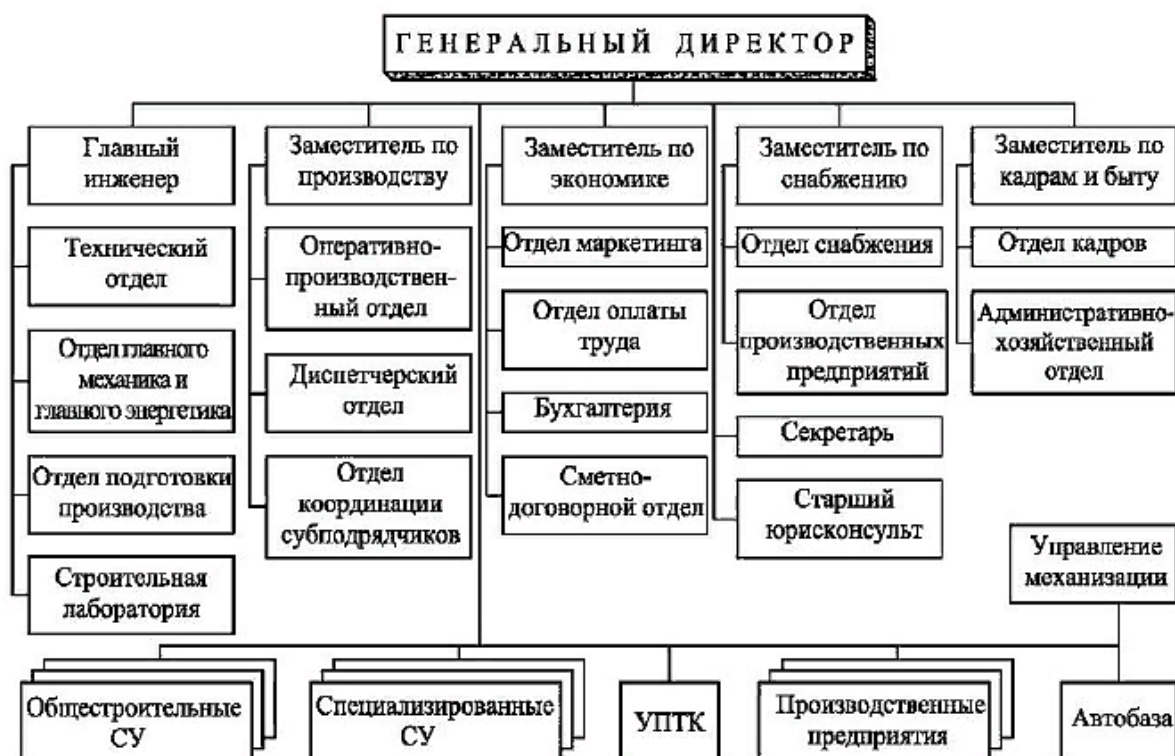 ГЕНЕРАЛЬНЫЙ ДИРЕКТОР
Главный
инженер
Технический
отдел
Отдел главного
механика и
главного энергетика
Отдел подготовки
производства
Строительная
лаборатория
Заместитель по
производству
Оперативно-
производствен-
ный отдел
Диспетчерский
отдел
Отдел
координации
субподрядчиков
Заместитель по
экономике
Отдел маркетинга
Отдел оплаты
труда
Бухгалтерия
Сметно-
договорной отдел
Заместитель по
снабжению
Отдел снабжения
Отдел
производственных
предприятий
Секретарь
Старший
юрисконсульт
Заместитель по
кадрам и быту
Отдел кадров
Административно-
хозяйственный
отдел
Управление
механизации
Общестроительные
СУ
Специализированные
СУ
УПТК
Производственные
предприятия
Автобаза